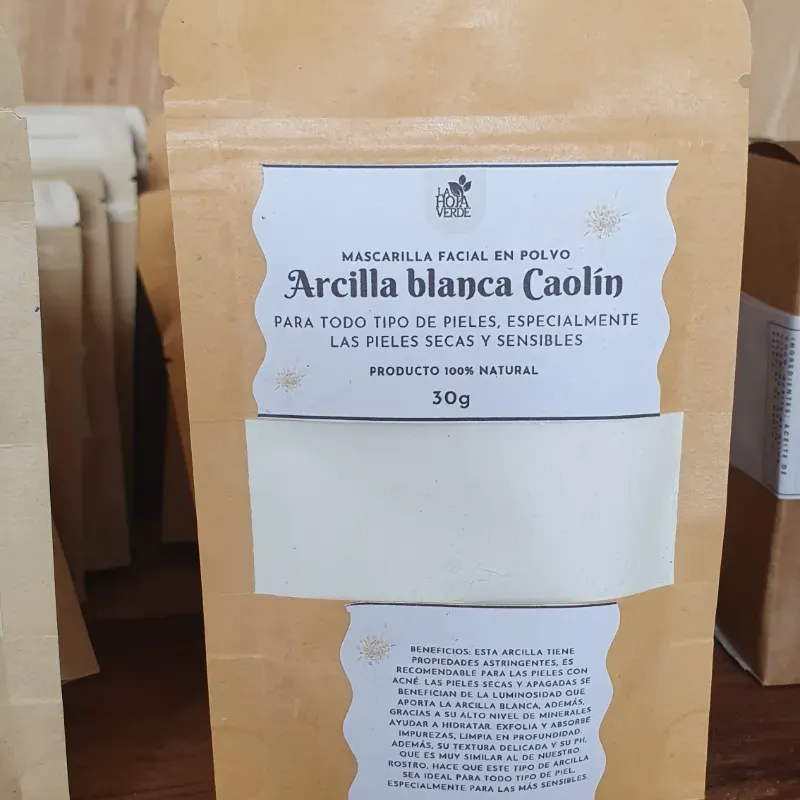 LA
HOJA
VERDE
MASCARILLA FACIAL EN POLVO
Arcilla blanca Caolín
PARA TODO TIPO DE PIELES, ESPECIALMENTE
LAS PIELES SECAS Y SENSIBLES
PRODUCTO 100% NATURAL
30g
BENEFICIOS: ESTA ARCILLA TIENE
PROPIEDADES ASTRINGENTES, ES
RECOMENDABLE PARA LAS PIELES CON
ACNÉ. LAS PIELES SECAS Y APAGADAS SE
BENEFICIAN DE LA LUMINOSIDAD QUE
APORTA LA ARCILLA BLANCA, ADEMÁS,
GRACIAS A SU ALTO NIVEL DE MINERALES
AYUDAR A HIDRATAR. EXFOLIA Y ABSORBE
IMPUREZAS, LIMPIA EN PROFUNDIDAD.
ADEMÁS, SU TEXTURA DELICADA Y SU PH,
QUE ES MUY SIMILAR AL DE NUESTRO
ROSTRO, HACE QUE ESTE TIPO DE ARCILLA
SEA IDEAL PARA TODO TIPO DE PIEL,
ESPECIALMENTE PARA LAS MÁS SENSIBLES.
INGREDIENTES: ACEITE DE